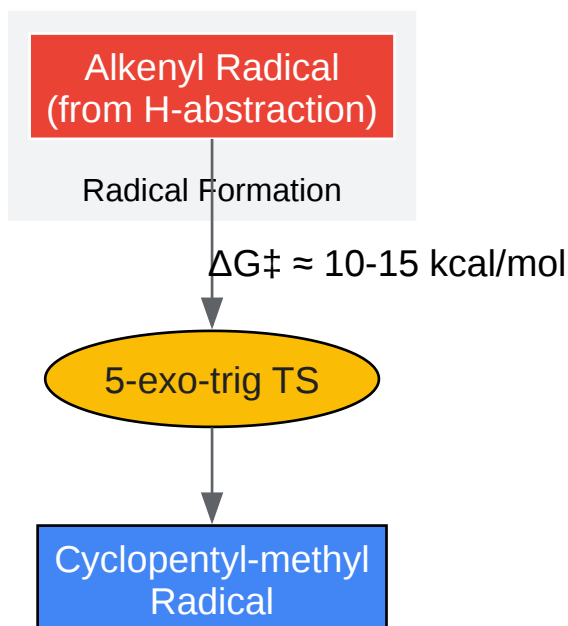 Alkenyl Radical
(from H-abstraction)
Radical Formation
ΔG‡ ≈ 10-15 kcal/mol
5-exo-trig TS
Cyclopentyl-methyl
Radical